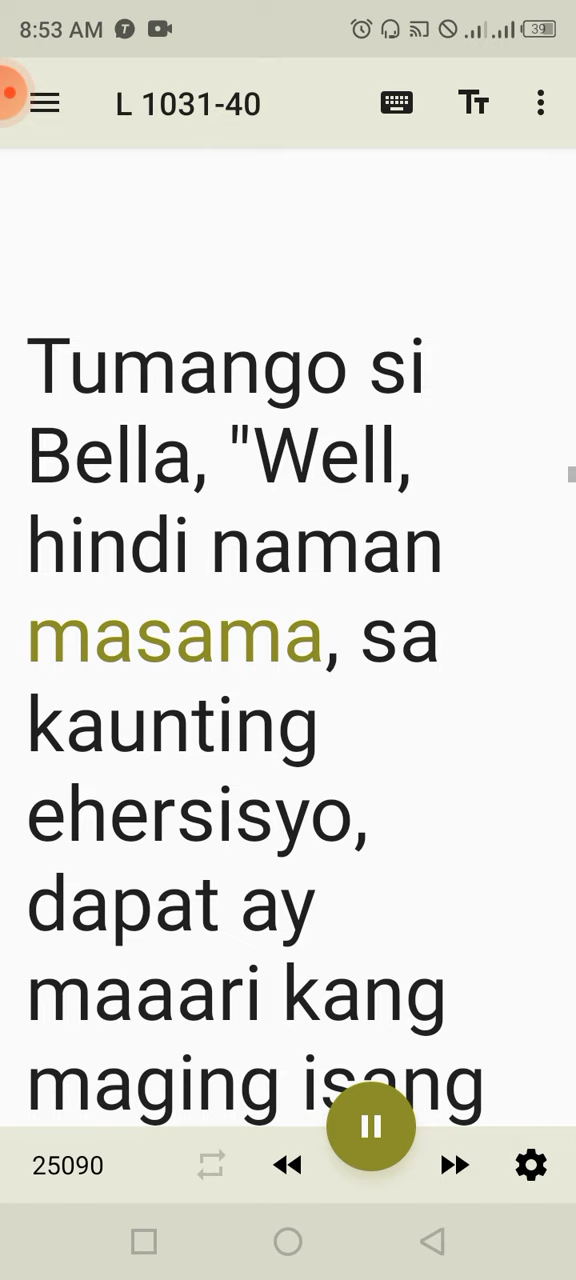 8:53 AM
39
L 1031-40
Tumango si
Bella, "Well,
hindi naman
masama, sa
kaunting
ehersisyo,
dapat ay
maaari kang
maging isang
25090